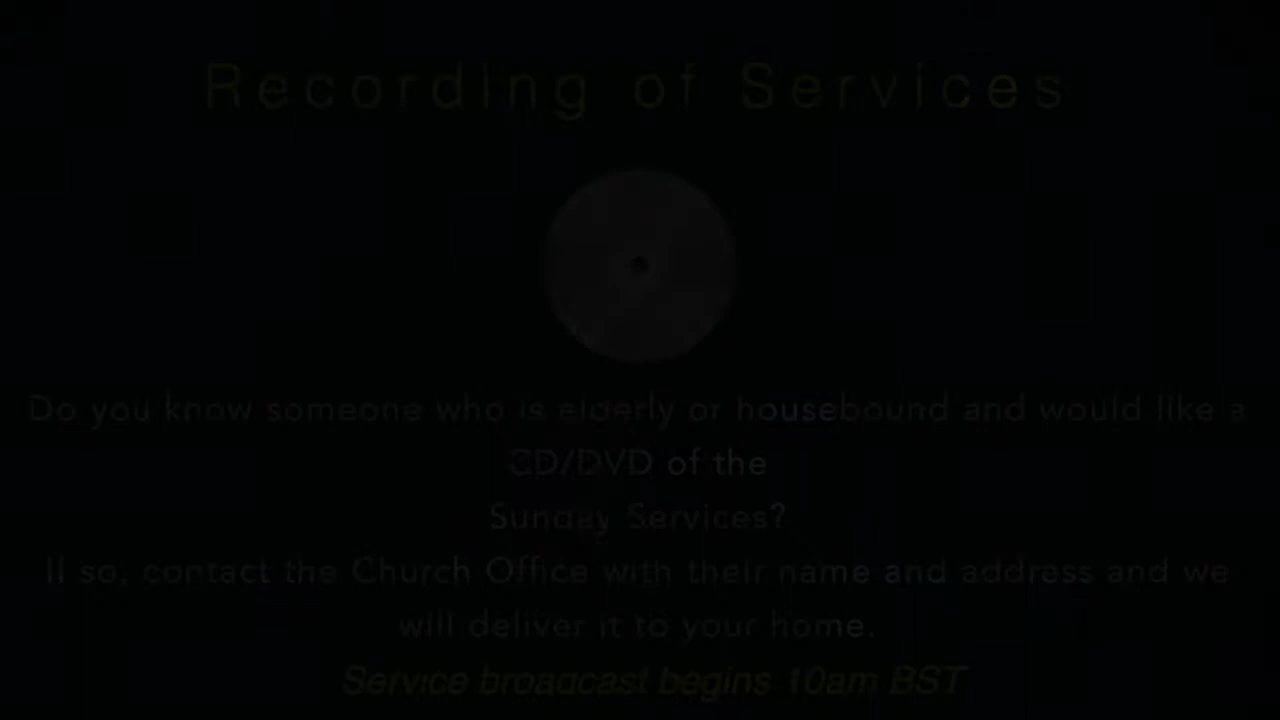 Recording of Services
Do you know someone who is elderly or housebound and would like a
CD/DVD of the
Sunday Services?
If so, contact the Church Office with their name and address and we
will deliver it to your home.
Service broadcast begins 10am BST